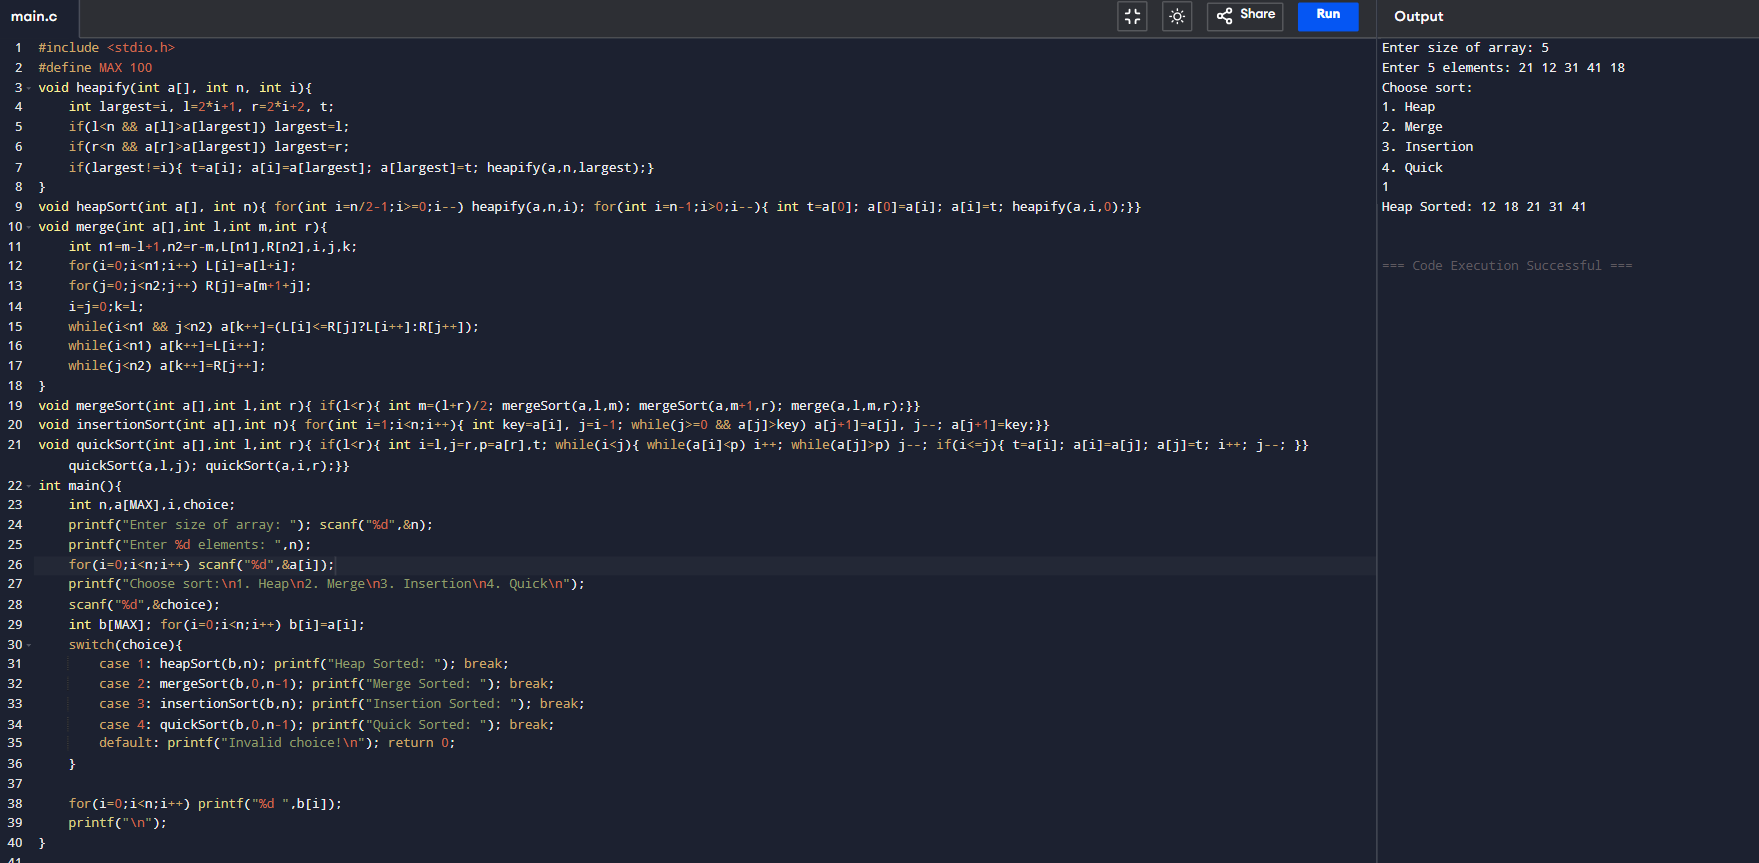 main.c
Share
Run
Output
1 #include <stdio.h>
2 #define MAX 100
3 void heapify(int a[], int n, int i){
4 int largest=i, l=2*i+1, r=2*i+2, t;
5 if(l<n && a[l]>a[largest]) largest=l;
6 if(r<n && a[r]>a[largest]) largest=r;
7 if(largest!=i){ t=a[i]; a[i]=a[largest]; a[largest]=t; heapify(a,n,largest);}
8 }
9 void heapSort(int a[], int n){ for(int i=n/2-1;i>=0;i--) heapify(a,n,i); for(int i=n-1;i>0;i--){ int t=a[0]; a[0]=a[i]; a[i]=t; heapify(a,i,0);}}
10 void merge(int a[],int l,int m,int r){
11 int n1=m-l+1,n2=r-m,L[n1],R[n2],i,j,k;
12 for(i=0;i<n1;i++) L[i]=a[l+i];
13 for(j=0;j<n2;j++) R[j]=a[m+1+j];
14 i=j=0;k=l;
15 while(i<n1 && j<n2) a[k++]=(L[i]<=R[j]?L[i++]:R[j++]);
16 while(i<n1) a[k++]=L[i++];
17 while(j<n2) a[k++]=R[j++];
18 }
19 void mergeSort(int a[],int l,int r){ if(l<r){ int m=(l+r)/2; mergeSort(a,l,m); mergeSort(a,m+1,r); merge(a,l,m,r);}}
20 void insertionSort(int a[],int n){ for(int i=1;i<n;i++){ int key=a[i], j=i-1; while(j>=0 && a[j]>key) a[j+1]=a[j], j--; a[j+1]=key;}}
21 void quickSort(int a[],int l,int r){ if(l<r){ int i=l,j=r,p=a[r],t; while(i<j){ while(a[i]<p) i++; while(a[j]>p) j--; if(i<=j){ t=a[i]; a[i]=a[j]; a[j]=t; i++; j--; }}
quickSort(a,l,j); quickSort(a,i,r);}}
22 int main(){
23 int n,a[MAX],i,choice;
24 printf("Enter size of array: "); scanf("%d",&n);
25 printf("Enter %d elements: ",n);
26 for(i=0;i<n;i++) scanf("%d",&a[i]);
27 printf("Choose sort:\n1. Heap\n2. Merge\n3. Insertion\n4. Quick\n");
28 scanf("%d",&choice);
29 int b[MAX]; for(i=0;i<n;i++) b[i]=a[i];
30 switch(choice){
31 case 1: heapSort(b,n); printf("Heap Sorted: "); break;
32 case 2: mergeSort(b,0,n-1); printf("Merge Sorted: "); break;
33 case 3: insertionSort(b,n); printf("Insertion Sorted: "); break;
34 case 4: quickSort(b,0,n-1); printf("Quick Sorted: "); break;
35 default: printf("Invalid choice!\n"); return 0;
36 }
37
38 for(i=0;i<n;i++) printf("%d ",b[i]);
39 printf("\n");
40 }
41
Enter size of array: 5
Enter 5 elements: 21 12 31 41 18
Choose sort:
1. Heap
2. Merge
3. Insertion
4. Quick
1
Heap Sorted: 12 18 21 31 41
=== Code Execution Successful ===